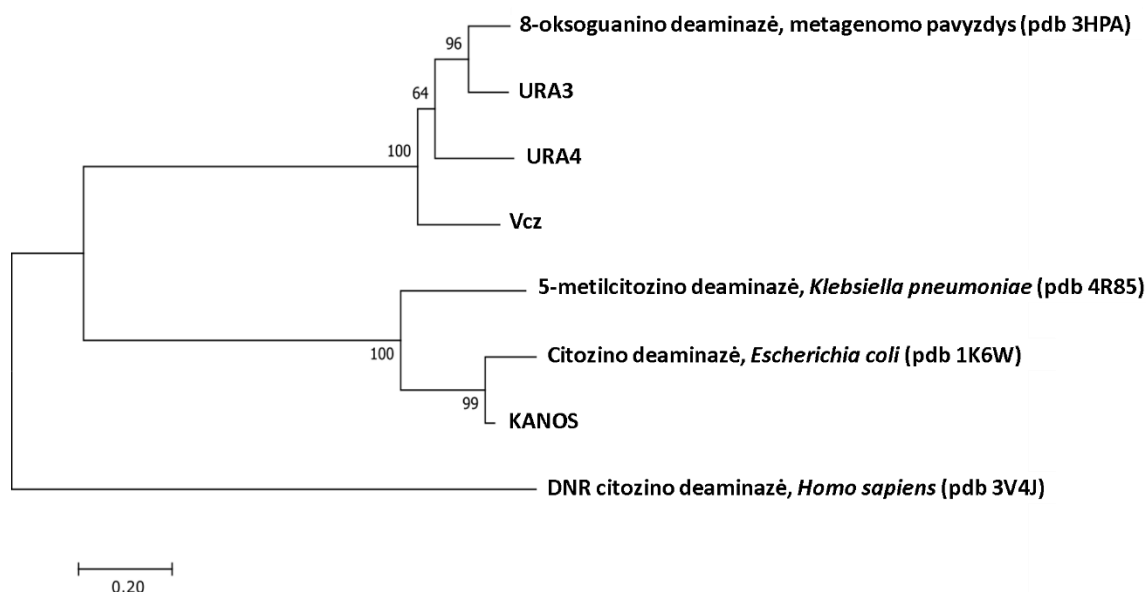 8-oksoguanino deaminazė, metagenomo pavyzdys (pdb 3HPA)
96
URA3
64
URA4
100
Vcz
5-metilcitozino deaminazė, Klebsiella pneumoniae (pdb 4R85)
100
Citozino deaminazė, Escherichia coli (pdb 1K6W)
99
KANOS
DNR citozino deaminazė, Homo sapiens (pdb 3V4J)
0.20